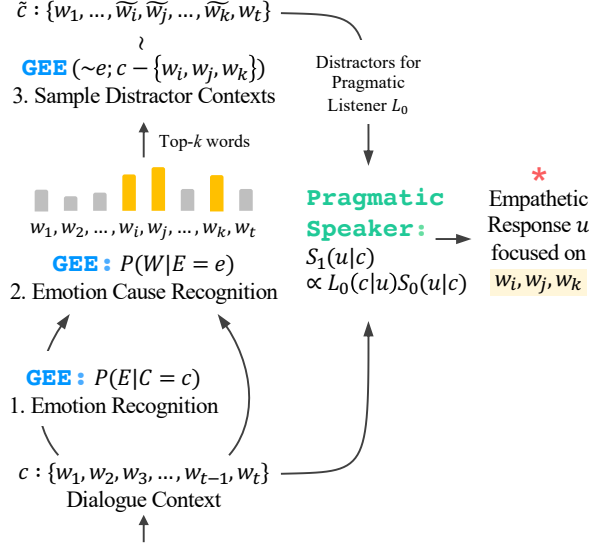 c̃ : {w₁, … , w̃ᵢ, w̃ⱼ, … , w̃ₖ, wₜ}
~
GEE (~e; c − {wᵢ, wⱼ, wₖ})
3. Sample Distractor Contexts
Top-k words
w₁, w₂, … , wᵢ, wⱼ, … , wₖ, wₜ
GEE: P(W|E = e)
2. Emotion Cause Recognition
GEE: P(E|C = c)
1. Emotion Recognition
c : {w₁, w₂, w₃, … , wₜ₋₁, wₜ}
Dialogue Context
Distractors for
Pragmatic
Listener L₀
Pragmatic
Speaker:
S₁(u|c)
∝ L₀(c|u)S₀(u|c)
*
Empathetic
Response u
focused on
wᵢ, wⱼ, wₖ